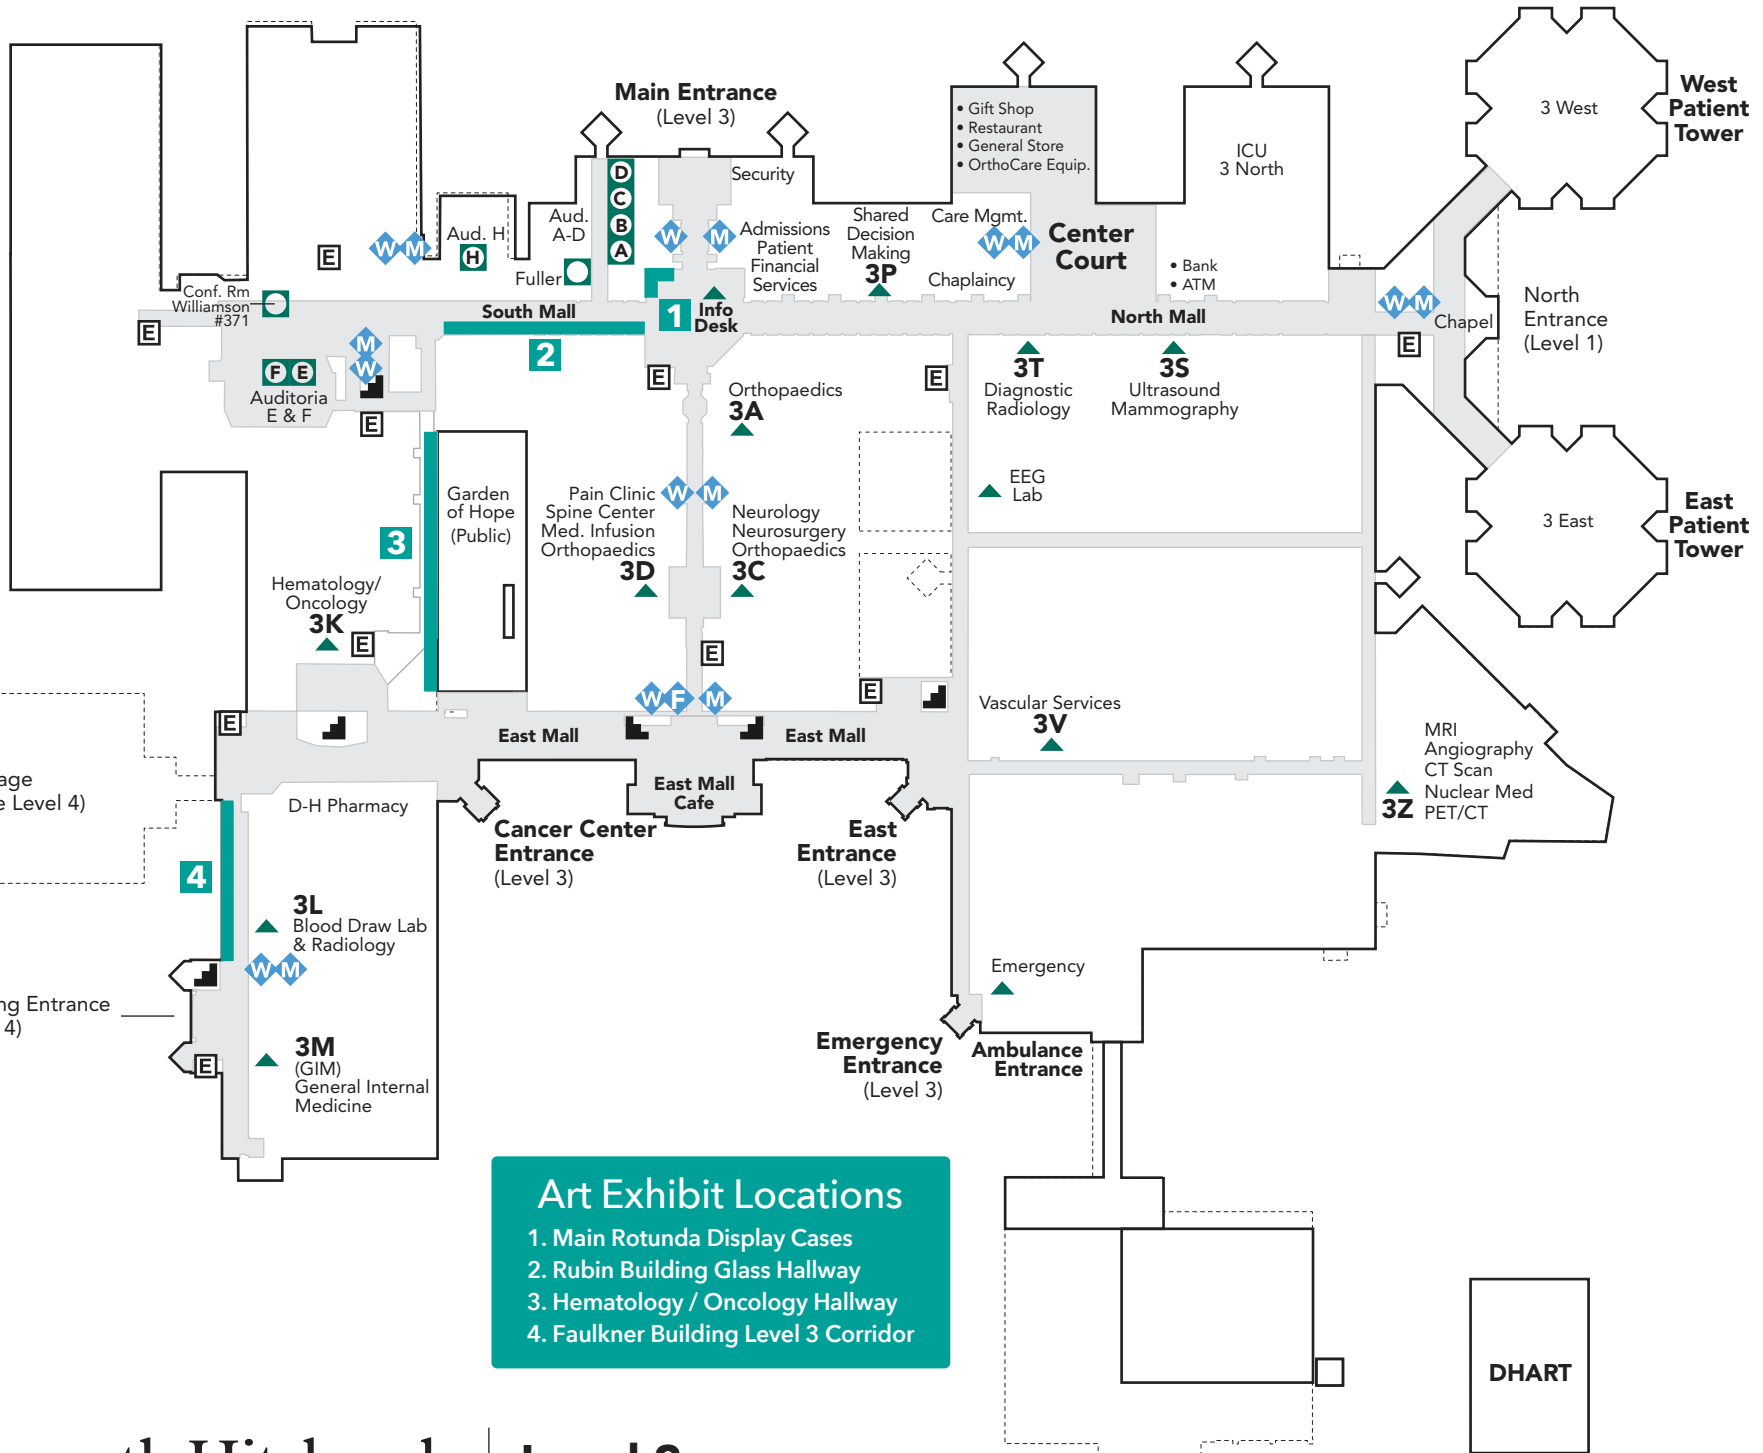 Main Entrance
(Level 3)
• Gift Shop
• Restaurant
• General Store
• OrthoCare Equip.
3 West
West
Patient
Tower
ICU
3 North
D
C
B
A
Security
Aud.
A-D
Aud. H
H
W M
Fuller
W M
Admissions
Patient
Financial
Services
Shared
Decision
Making
3P
Care Mgmt.
W M
Chaplaincy
Center
Court
• Bank
• ATM
E
Conf. Rm
Williamson
#371
E
South Mall
1
Info
Desk
North Mall
W M
Chapel
E
North
Entrance
(Level 1)
2
M
W
F E
Auditoria
E & F
E
E
E
Orthopaedics
3A
3T
Diagnostic
Radiology
3S
Ultrasound
Mammography
EEG
Lab
3 East
East
Patient
Tower
Garden
of Hope
(Public)
3
W M
Pain Clinic
Spine Center
Med. Infusion
Orthopaedics
3D
Neurology
Neurosurgery
Orthopaedics
3C
Hematology/
Oncology
3K
E
E
W F M
E
E
East Mall
East Mall
East Mall
Cafe
Vascular Services
3V
MRI
Angiography
CT Scan
Nuclear Med
PET/CT
3Z
age
e Level 4)
D-H Pharmacy
Cancer Center
Entrance
(Level 3)
East
Entrance
(Level 3)
4
3L
Blood Draw Lab
& Radiology
W M
ng Entrance
4)
E
3M
(GIM)
General Internal
Medicine
Emergency
Emergency
Entrance
(Level 3)
Ambulance
Entrance
Art Exhibit Locations
1. Main Rotunda Display Cases
2. Rubin Building Glass Hallway
3. Hematology / Oncology Hallway
4. Faulkner Building Level 3 Corridor
DHART